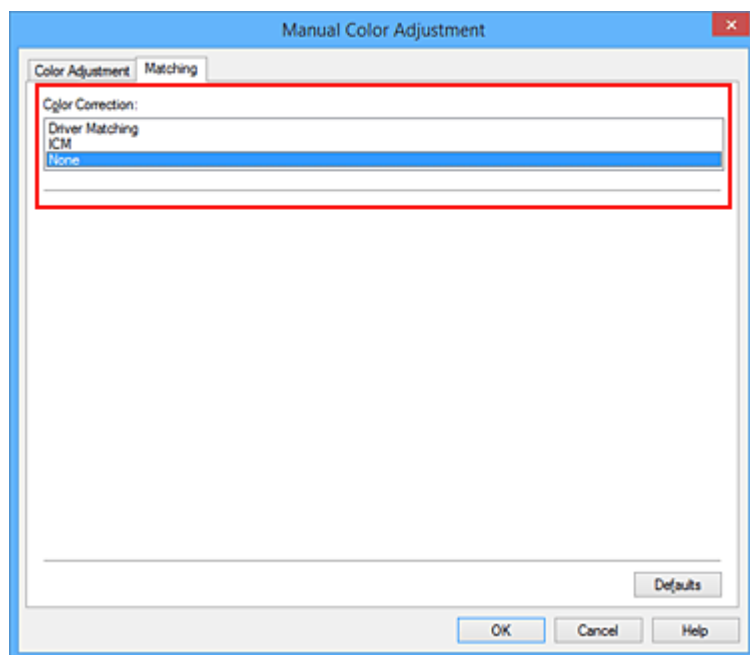 Manual Color Adjustment
Color Adjustment Matching
Color Correction:
Driver Matching
ICM
None
Defaults
OK Cancel Help